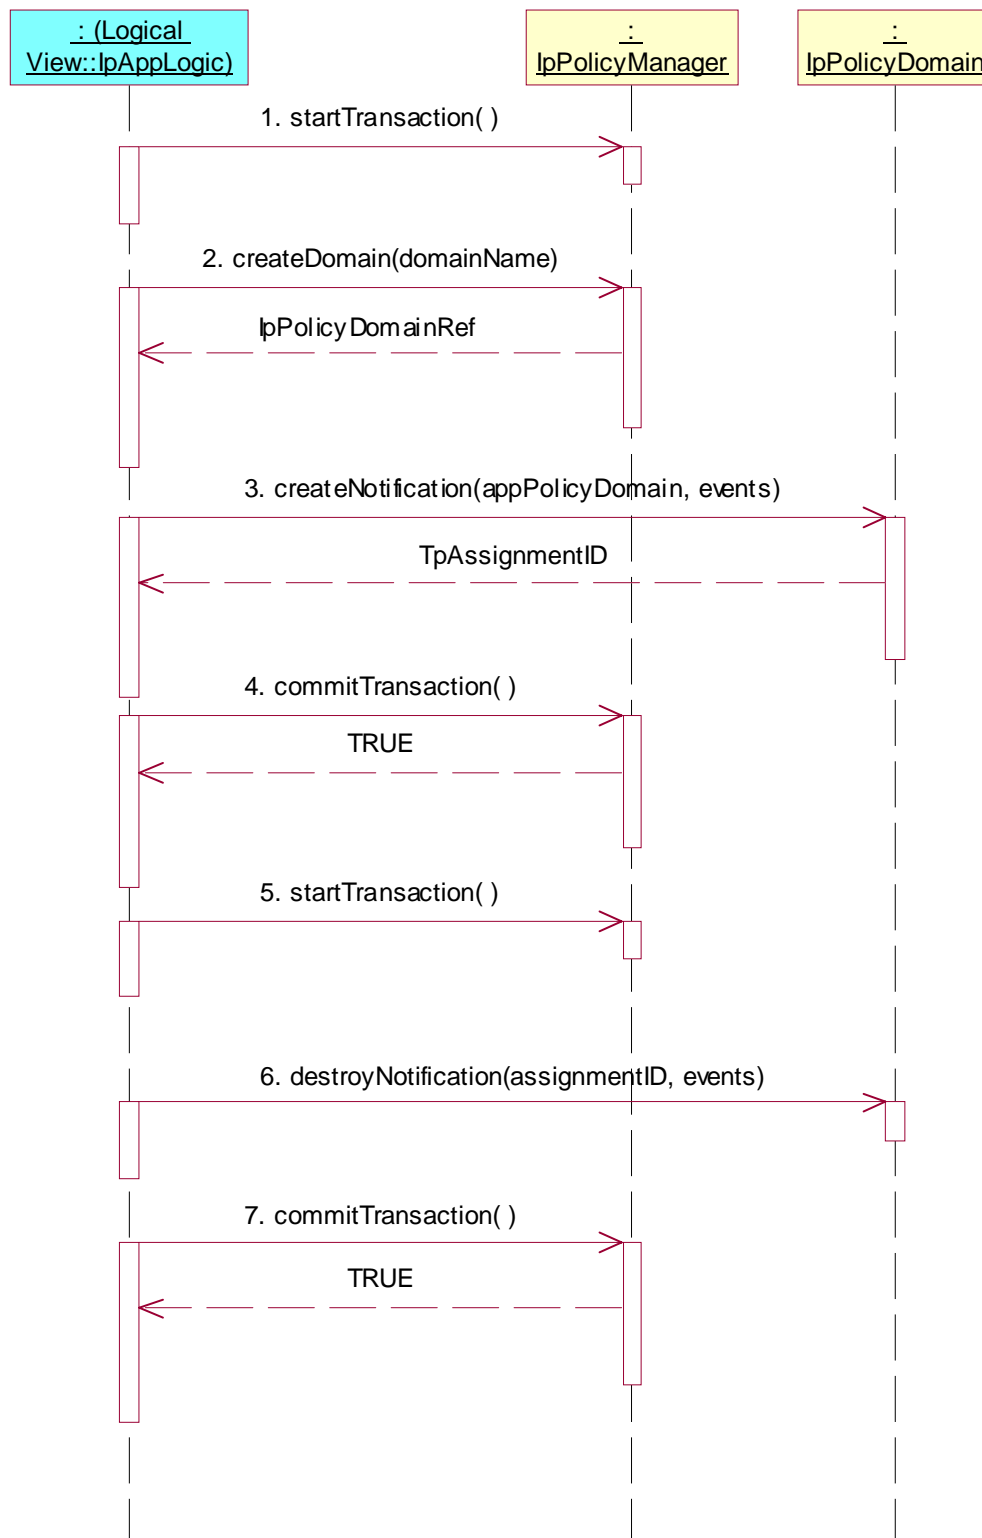 : (Logical
View::IpAppLogic)
:
IpPolicyManager
:
IpPolicyDomain
1. startTransaction( )
2. createDomain(domainName)
IpPolicyDomainRef
3. createNotification(appPolicyDomain, events)
TpAssignmentID
4. commitTransaction( )
TRUE
5. startTransaction( )
6. destroyNotification(assignmentID, events)
7. commitTransaction( )
TRUE